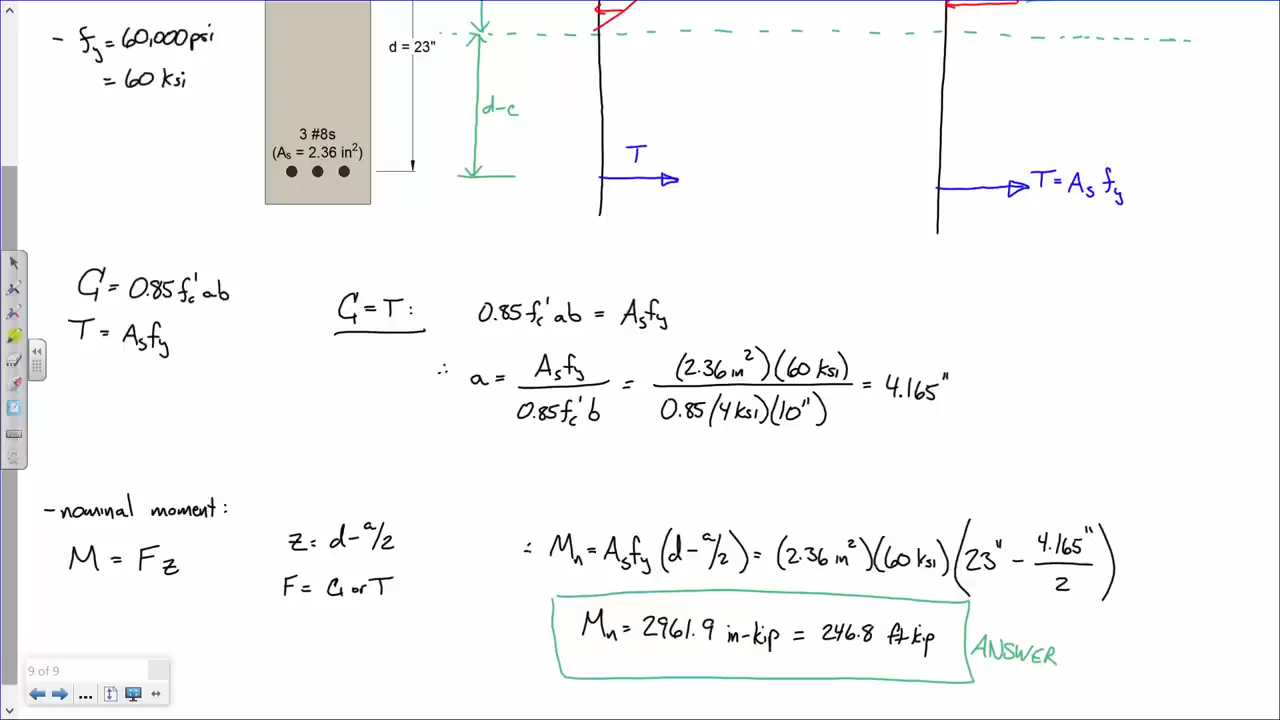 - fy = 60,000 psi
= 60 ksi
d = 23"
d-c
3 #8s
(As = 2.36 in²)
T
T = As fy
C = 0.85 f'c ab
T = As fy
C = T:
0.85 f'c ab = As fy
∴ a = As fy / 0.85 f'c b = (2.36 in²)(60 ksi) / 0.85(4 ksi)(10") = 4.165"
- nominal moment:
M = Fz
z = d - a/2
F = C or T
∴ Mn = As fy (d - a/2) = (2.36 in²)(60 ksi)(23" - 4.165"/2)
Mn = 2961.9 in-kip = 246.8 ft-kip
ANSWER
9 of 9
...